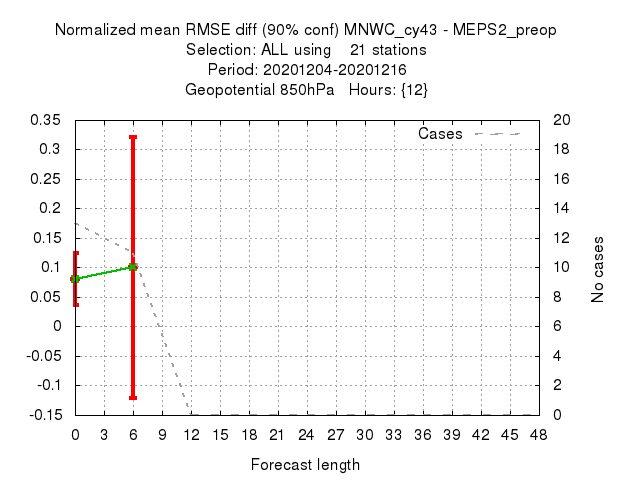 Normalized mean RMSE diff (90% conf) MNWC_cy43 - MEPS2_preop
Selection: ALL using    21 stations
Period: 20201204-20201216
Geopotential 850hPa   Hours: {12}
Cases
0.35
0.3
0.25
0.2
0.15
0.1
0.05
0
-0.05
-0.1
-0.15
20
18
16
14
12
10
8
6
4
2
0
No cases
0 3 6 9 12 15 18 21 24 27 30 33 36 39 42 45 48
Forecast length